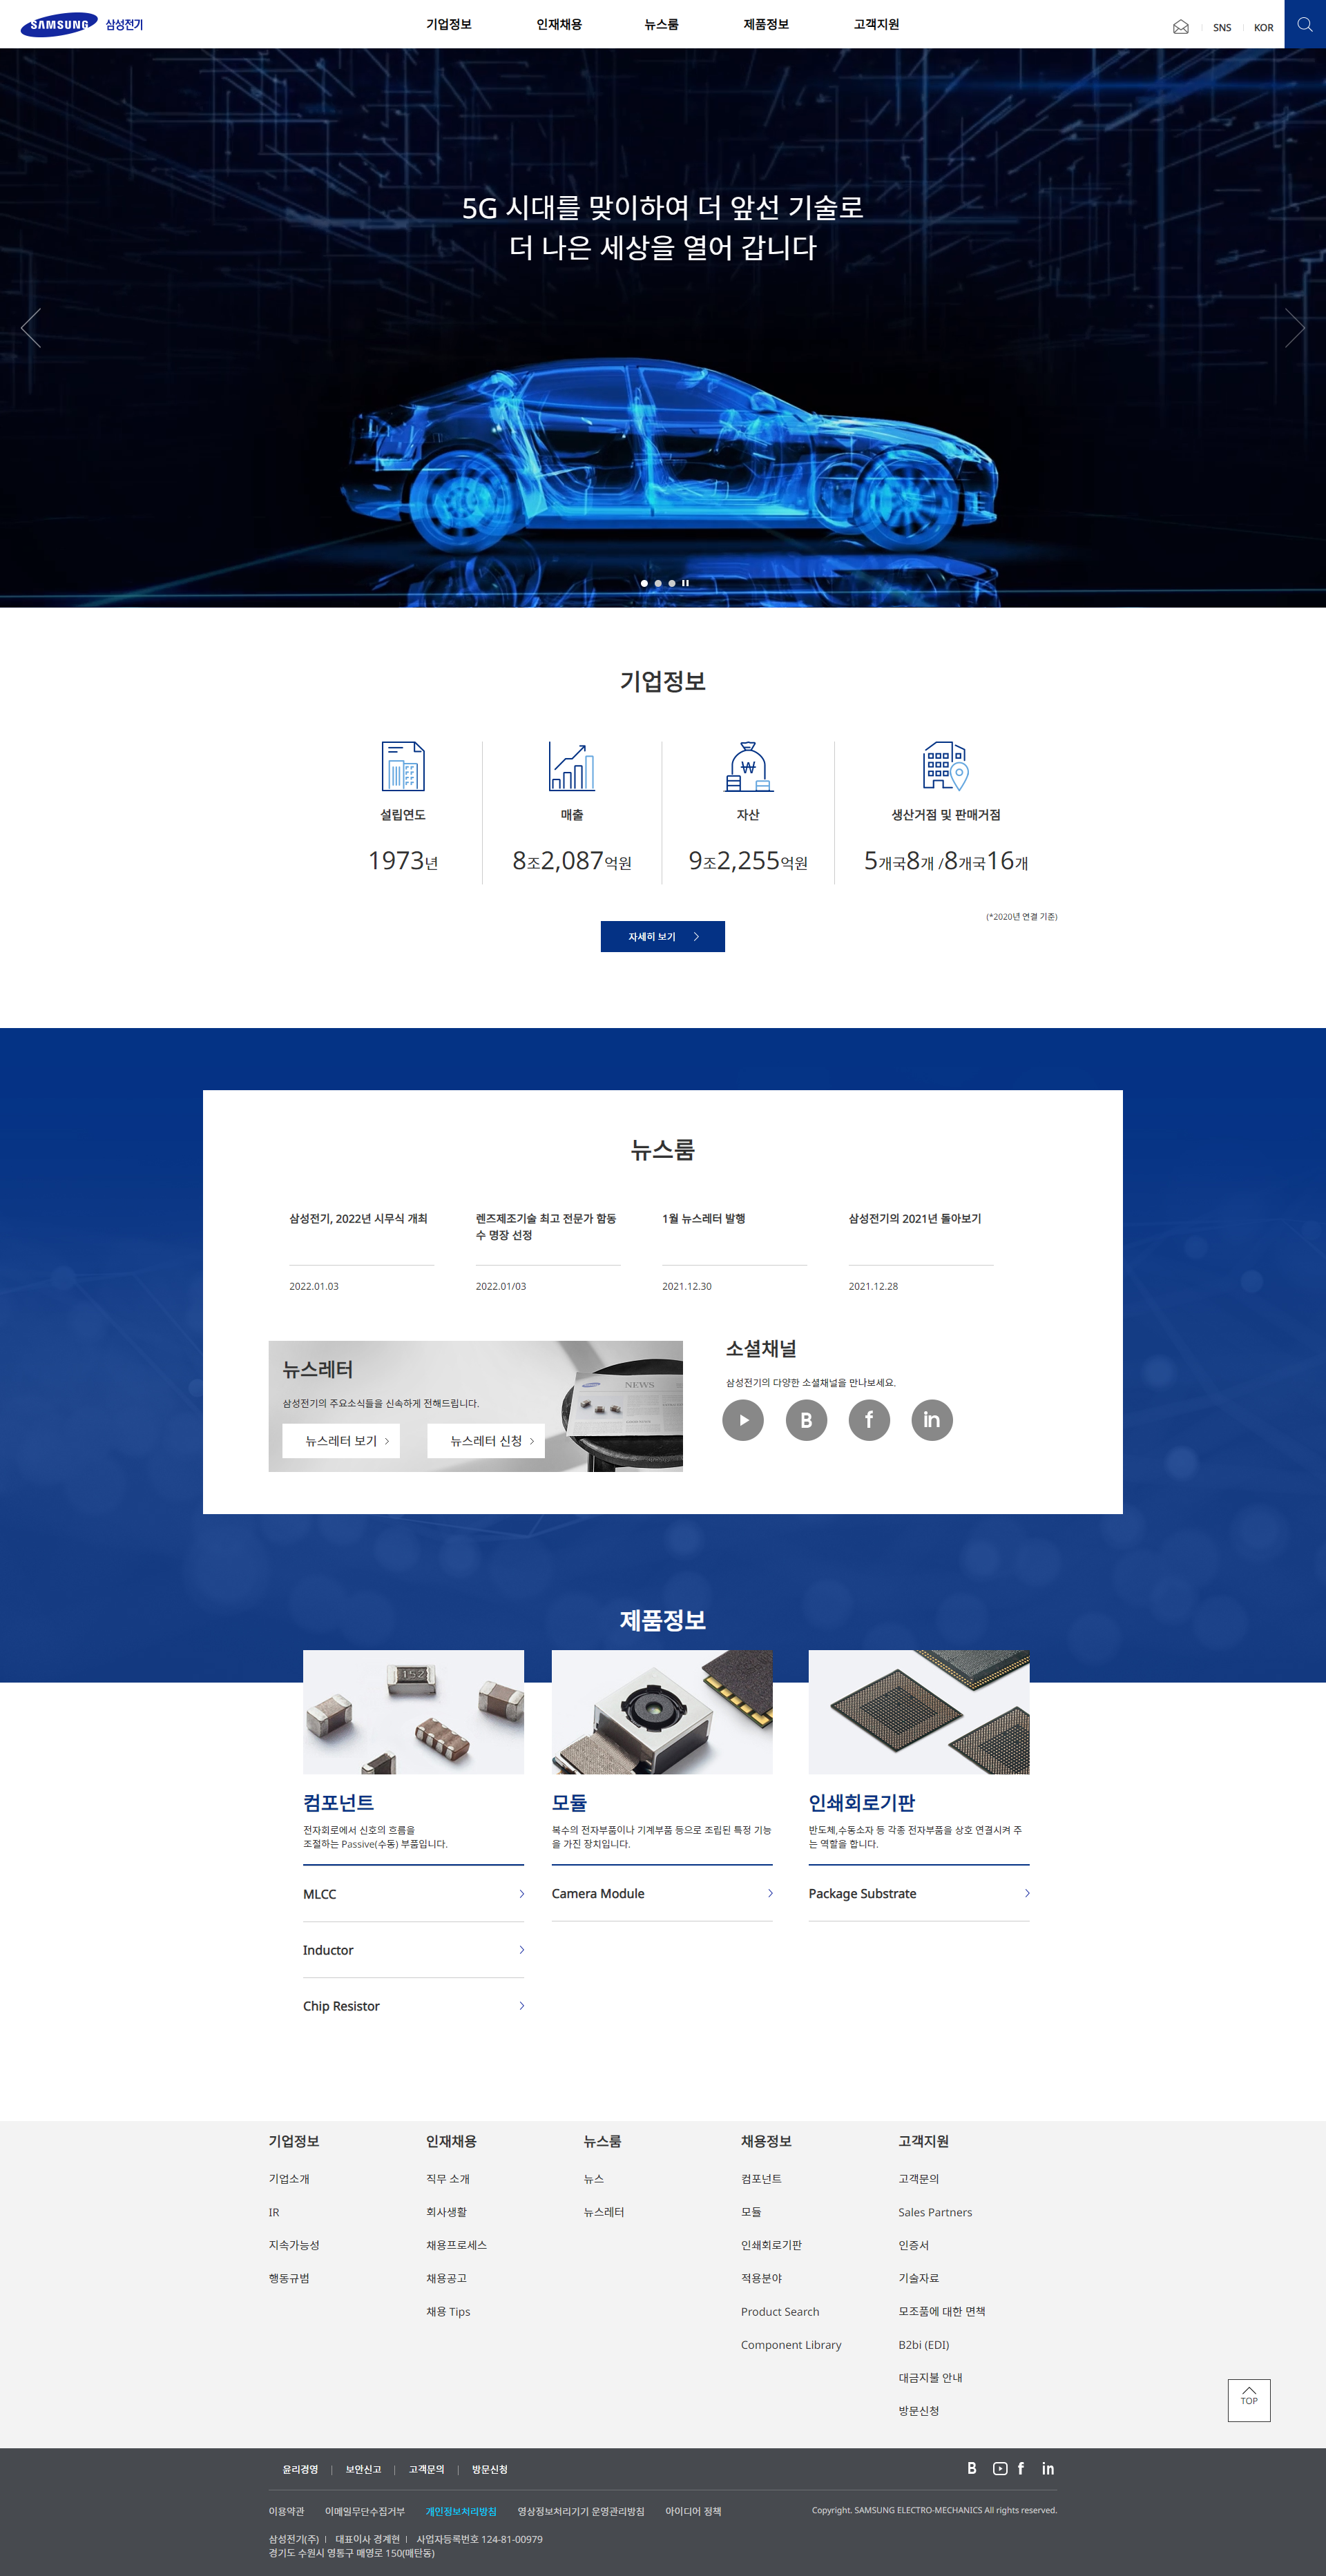 SAMSUNG 삼성전기
기업정보 인재채용 뉴스룸 제품정보 고객지원
SNS KOR
5G 시대를 맞이하여 더 앞선 기술로
더 나은 세상을 열어 갑니다
기업정보
설립연도 매출 자산 생산거점 및 판매거점
1973년 8조2,087억원 9조2,255억원 5개국8개 /8개국16개
(*2020년 연결 기준)
자세히 보기
뉴스룸
삼성전기, 2022년 시무식 개최
2022.01.03
렌즈제조기술 최고 전문가 함동
수 명장 선정
2022.01/03
1월 뉴스레터 발행
2021.12.30
삼성전기의 2021년 돌아보기
2021.12.28
뉴스레터
삼성전기의 주요소식들을 신속하게 전해드립니다.
뉴스레터 보기
뉴스레터 신청
NEWS
소셜채널
삼성전기의 다양한 소셜채널을 만나보세요.
B f in
제품정보
152
컴포넌트
전자회로에서 신호의 흐름을
조절하는 Passive(수동) 부품입니다.
MLCC
Inductor
Chip Resistor
모듈
복수의 전자부품이나 기계부품 등으로 조립된 특정 기능
을 가진 장치입니다.
Camera Module
인쇄회로기판
반도체,수동소자 등 각종 전자부품을 상호 연결시켜 주
는 역할을 합니다.
Package Substrate
기업정보
기업소개
IR
지속가능성
행동규범
인재채용
직무 소개
회사생활
채용프로세스
채용공고
채용 Tips
뉴스룸
뉴스
뉴스레터
채용정보
컴포넌트
모듈
인쇄회로기판
적용분야
Product Search
Component Library
고객지원
고객문의
Sales Partners
인증서
기술자료
모조품에 대한 면책
B2bi (EDI)
대금지불 안내
방문신청
TOP
윤리경영 | 보안신고 | 고객문의 | 방문신청
B f in
이용약관 이메일무단수집거부 개인정보처리방침 영상정보처리기기 운영관리방침 아이디어 정책
Copyright. SAMSUNG ELECTRO-MECHANICS All rights reserved.
삼성전기(주) | 대표이사 경계현 | 사업자등록번호 124-81-00979
경기도 수원시 영통구 매영로 150(매탄동)